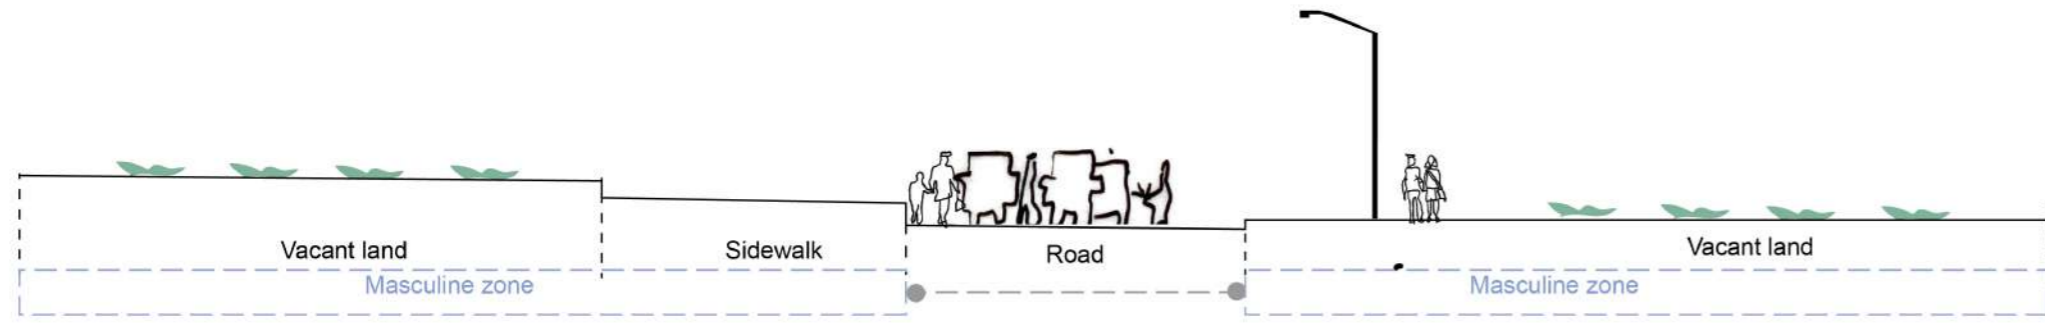 Vacant land
Sidewalk
Road
Vacant land
Masculine zone
Masculine zone